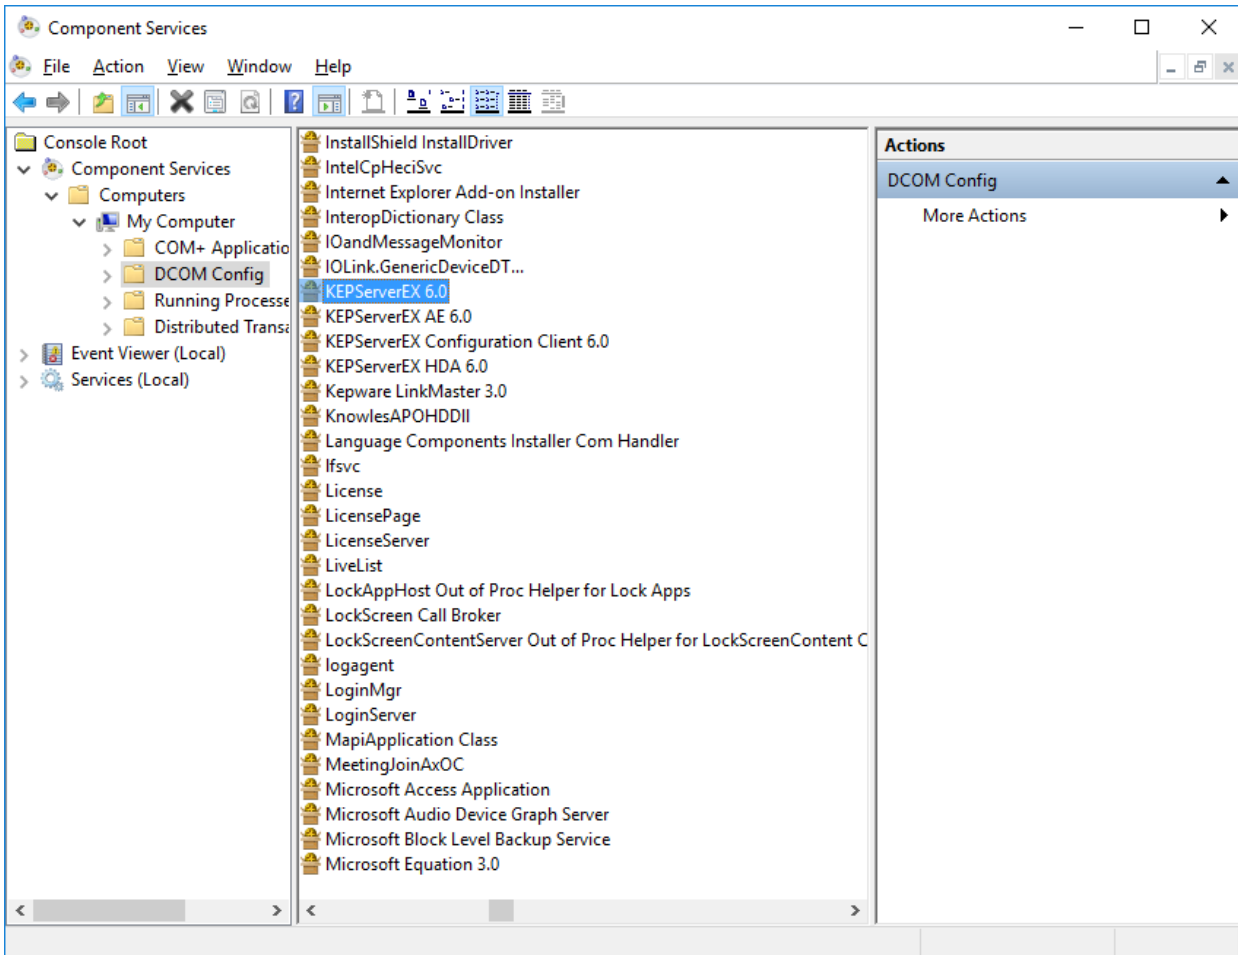 Component Services
File Action View Window Help
Console Root
Component Services
Computers
My Computer
COM+ Applicatio
DCOM Config
Running Processe
Distributed Transa
Event Viewer (Local)
Services (Local)
InstallShield InstallDriver
IntelCpHeciSvc
Internet Explorer Add-on Installer
InteropDictionary Class
IOandMessageMonitor
IOLink.GenericDeviceDT...
KEPServerEX 6.0
KEPServerEX AE 6.0
KEPServerEX Configuration Client 6.0
KEPServerEX HDA 6.0
Kepware LinkMaster 3.0
KnowlesAPOHDDII
Language Components Installer Com Handler
lfsvc
License
LicensePage
LicenseServer
LiveList
LockAppHost Out of Proc Helper for Lock Apps
LockScreen Call Broker
LockScreenContentServer Out of Proc Helper for LockScreenContent C
logagent
LoginMgr
LoginServer
MapiApplication Class
MeetingJoinAxOC
Microsoft Access Application
Microsoft Audio Device Graph Server
Microsoft Block Level Backup Service
Microsoft Equation 3.0
Actions
DCOM Config
More Actions